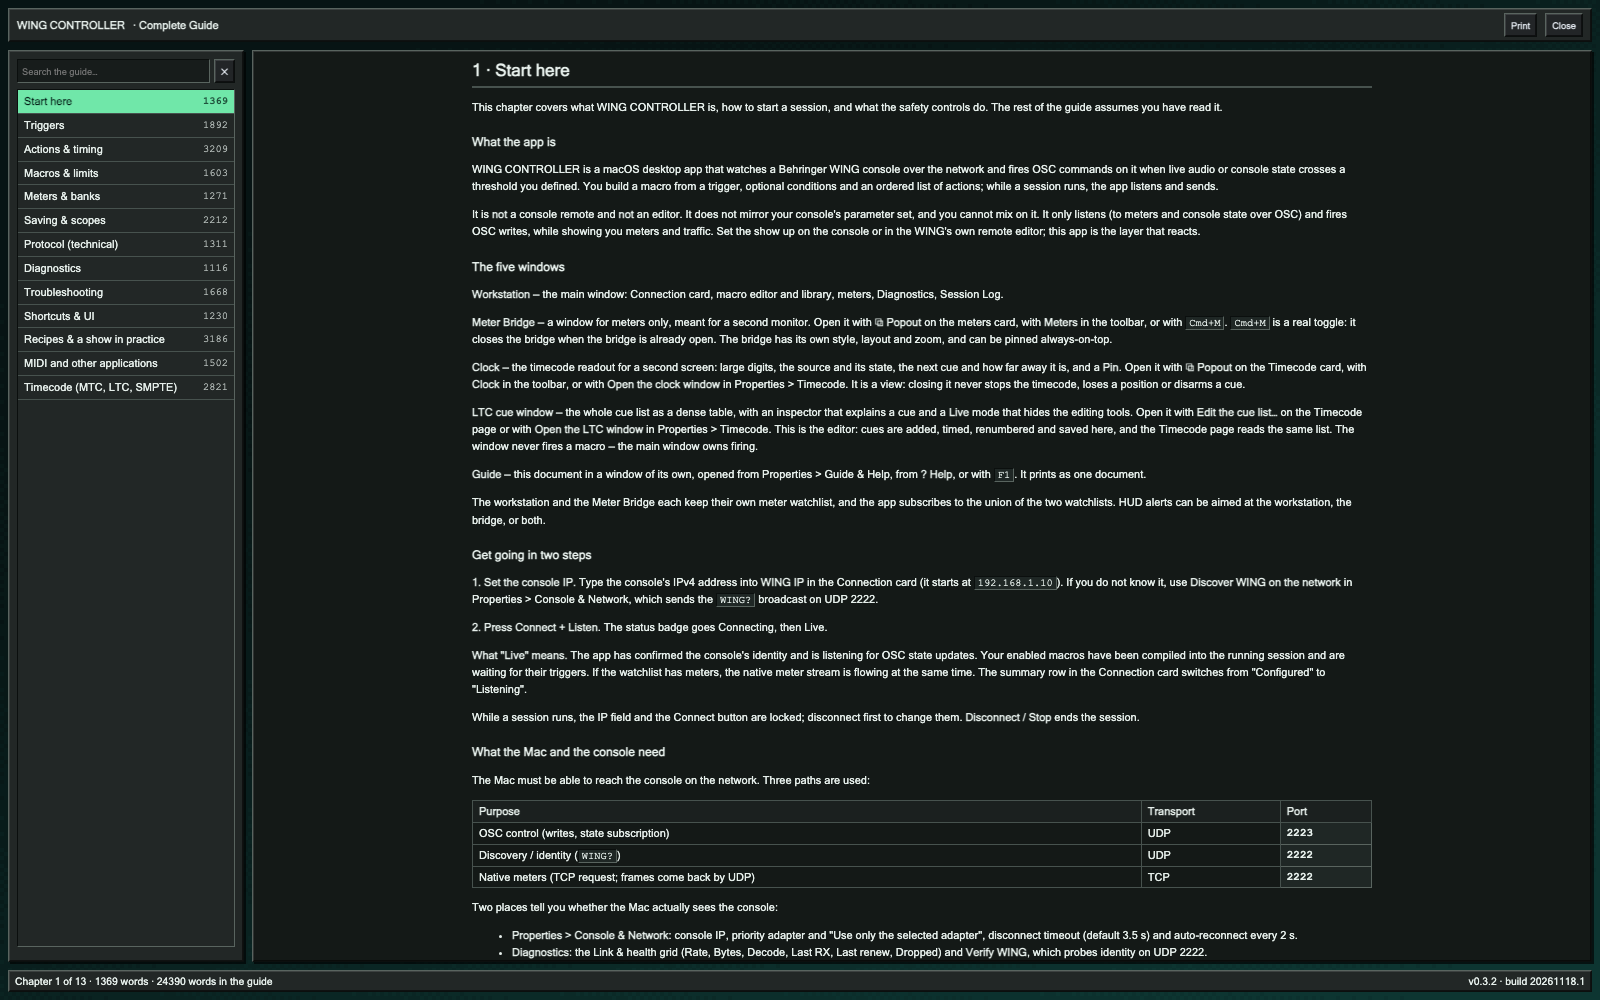 WING CONTROLLER · Complete Guide
Print
Close
Search the guide...
×
Start here 1369
Triggers 1892
Actions & timing 3209
Macros & limits 1603
Meters & banks 1271
Saving & scopes 2212
Protocol (technical) 1311
Diagnostics 1116
Troubleshooting 1668
Shortcuts & UI 1230
Recipes & a show in practice 3186
MIDI and other applications 1502
Timecode (MTC, LTC, SMPTE) 2821
1 · Start here
This chapter covers what WING CONTROLLER is, how to start a session, and what the safety controls do. The rest of the guide assumes you have read it.
What the app is
WING CONTROLLER is a macOS desktop app that watches a Behringer WING console over the network and fires OSC commands on it when live audio or console state crosses a
threshold you defined. You build a macro from a trigger, optional conditions and an ordered list of actions; while a session runs, the app listens and sends.
It is not a console remote and not an editor. It does not mirror your console's parameter set, and you cannot mix on it. It only listens (to meters and console state over OSC) and fires
OSC writes, while showing you meters and traffic. Set the show up on the console or in the WING's own remote editor; this app is the layer that reacts.
The five windows
Workstation – the main window: Connection card, macro editor and library, meters, Diagnostics, Session Log.
Meter Bridge – a window for meters only, meant for a second monitor. Open it with ⧉ Popout on the meters card, with Meters in the toolbar, or with Cmd+M. Cmd+M is a real toggle: it
closes the bridge when the bridge is already open. The bridge has its own style, layout and zoom, and can be pinned always-on-top.
Clock – the timecode readout for a second screen: large digits, the source and its state, the next cue and how far away it is, and a Pin. Open it with ⧉ Popout on the Timecode card, with
Clock in the toolbar, or with Open the clock window in Properties > Timecode. It is a view: closing it never stops the timecode, loses a position or disarms a cue.
LTC cue window – the whole cue list as a dense table, with an inspector that explains a cue and a Live mode that hides the editing tools. Open it with Edit the cue list... on the Timecode
page or with Open the LTC window in Properties > Timecode. This is the editor: cues are added, timed, renumbered and saved here, and the Timecode page reads the same list. The
window never fires a macro – the main window owns firing.
Guide – this document in a window of its own, opened from Properties > Guide & Help, from ? Help, or with F1. It prints as one document.
The workstation and the Meter Bridge each keep their own meter watchlist, and the app subscribes to the union of the two watchlists. HUD alerts can be aimed at the workstation, the
bridge, or both.
Get going in two steps
1. Set the console IP. Type the console's IPv4 address into WING IP in the Connection card (it starts at 192.168.1.10). If you do not know it, use Discover WING on the network in
Properties > Console & Network, which sends the WING? broadcast on UDP 2222.
2. Press Connect + Listen. The status badge goes Connecting, then Live.
What "Live" means. The app has confirmed the console's identity and is listening for OSC state updates. Your enabled macros have been compiled into the running session and are
waiting for their triggers. If the watchlist has meters, the native meter stream is flowing at the same time. The summary row in the Connection card switches from "Configured" to
"Listening".
While a session runs, the IP field and the Connect button are locked; disconnect first to change them. Disconnect / Stop ends the session.
What the Mac and the console need
The Mac must be able to reach the console on the network. Three paths are used:
Purpose Transport Port
OSC control (writes, state subscription) UDP 2223
Discovery / identity (WING?) UDP 2222
Native meters (TCP request; frames come back by UDP) TCP 2222
Two places tell you whether the Mac actually sees the console:
• Properties > Console & Network: console IP, priority adapter and "Use only the selected adapter", disconnect timeout (default 3.5 s) and auto-reconnect every 2 s.
• Diagnostics: the Link & health grid (Rate, Bytes, Decode, Last RX, Last renew, Dropped) and Verify WING, which probes identity on UDP 2222.
Chapter 1 of 13 · 1369 words · 24390 words in the guide
v0.3.2 · build 20261118.1